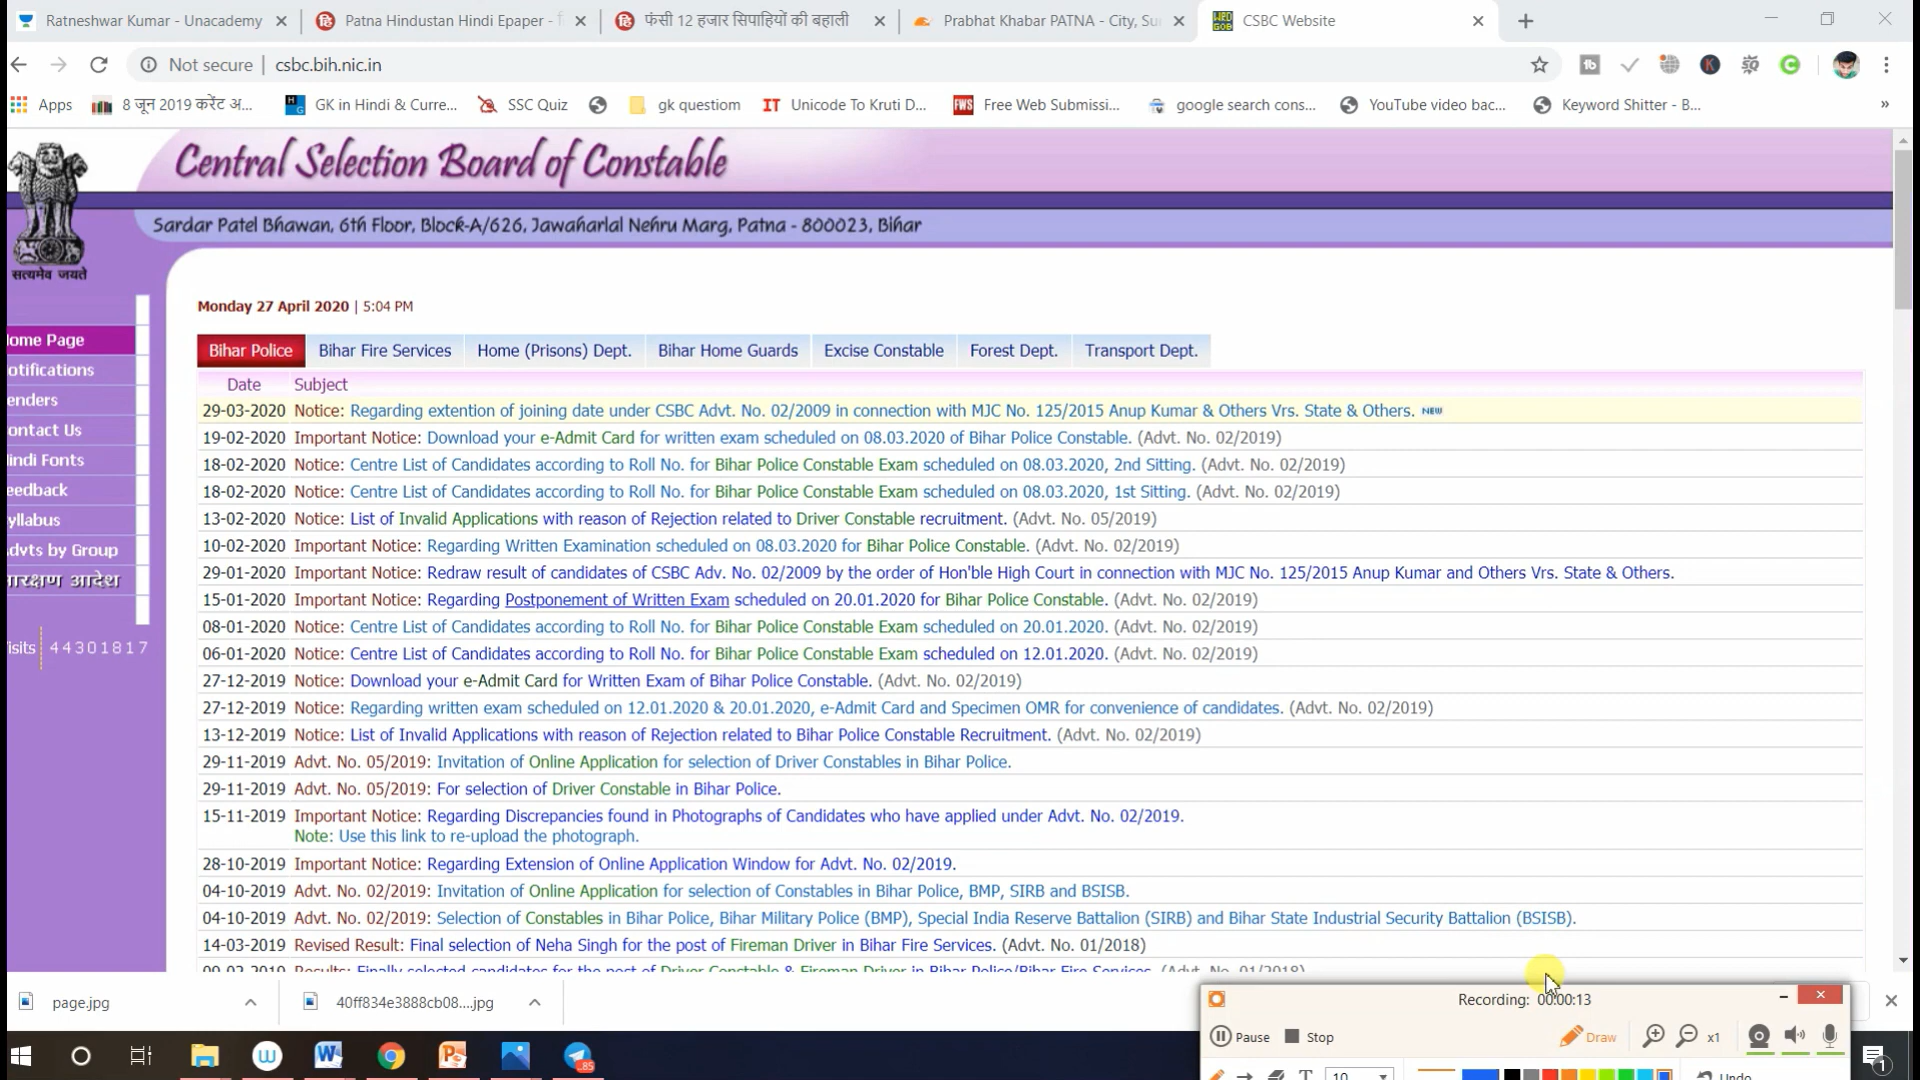 Ratneshwar Kumar - Unacademy
Patna Hindustan Hindi Epaper -
फंसी 12 हजार सिपाहियों की बहाली
Prabhat Khabar PATNA - City, Su
CSBC Website
Not secure | csbc.bih.nic.in
Apps
8 जून 2019 करेंट अ...
GK in Hindi & Curre...
SSC Quiz
gk questiom
IT Unicode To Kruti D...
FWS Free Web Submissi...
google search cons...
YouTube video bac...
Keyword Shitter - B...
»
Central Selection Board of Constable
Sardar Patel Bhawan, 6th Floor, Block-A/626, Jawaharlal Nehru Marg, Patna - 800023, Bihar
सत्यमेव जयते
Monday 27 April 2020 | 5:04 PM
ome Page
otifications
enders
ontact Us
indi Fonts
eedback
yllabus
dvts by Group
रक्षण आदेश
isits 44301817
Bihar Police
Bihar Fire Services
Home (Prisons) Dept.
Bihar Home Guards
Excise Constable
Forest Dept.
Transport Dept.
Date Subject
29-03-2020 Notice: Regarding extention of joining date under CSBC Advt. No. 02/2009 in connection with MJC No. 125/2015 Anup Kumar & Others Vrs. State & Others. NEW
19-02-2020 Important Notice: Download your e-Admit Card for written exam scheduled on 08.03.2020 of Bihar Police Constable. (Advt. No. 02/2019)
18-02-2020 Notice: Centre List of Candidates according to Roll No. for Bihar Police Constable Exam scheduled on 08.03.2020, 2nd Sitting. (Advt. No. 02/2019)
18-02-2020 Notice: Centre List of Candidates according to Roll No. for Bihar Police Constable Exam scheduled on 08.03.2020, 1st Sitting. (Advt. No. 02/2019)
13-02-2020 Notice: List of Invalid Applications with reason of Rejection related to Driver Constable recruitment. (Advt. No. 05/2019)
10-02-2020 Important Notice: Regarding Written Examination scheduled on 08.03.2020 for Bihar Police Constable. (Advt. No. 02/2019)
29-01-2020 Important Notice: Redraw result of candidates of CSBC Adv. No. 02/2009 by the order of Hon'ble High Court in connection with MJC No. 125/2015 Anup Kumar and Others Vrs. State & Others.
15-01-2020 Important Notice: Regarding Postponement of Written Exam scheduled on 20.01.2020 for Bihar Police Constable. (Advt. No. 02/2019)
08-01-2020 Notice: Centre List of Candidates according to Roll No. for Bihar Police Constable Exam scheduled on 20.01.2020. (Advt. No. 02/2019)
06-01-2020 Notice: Centre List of Candidates according to Roll No. for Bihar Police Constable Exam scheduled on 12.01.2020. (Advt. No. 02/2019)
27-12-2019 Notice: Download your e-Admit Card for Written Exam of Bihar Police Constable. (Advt. No. 02/2019)
27-12-2019 Notice: Regarding written exam scheduled on 12.01.2020 & 20.01.2020, e-Admit Card and Specimen OMR for convenience of candidates. (Advt. No. 02/2019)
13-12-2019 Notice: List of Invalid Applications with reason of Rejection related to Bihar Police Constable Recruitment. (Advt. No. 02/2019)
29-11-2019 Advt. No. 05/2019: Invitation of Online Application for selection of Driver Constables in Bihar Police.
29-11-2019 Advt. No. 05/2019: For selection of Driver Constable in Bihar Police.
15-11-2019 Important Notice: Regarding Discrepancies found in Photographs of Candidates who have applied under Advt. No. 02/2019.
Note: Use this link to re-upload the photograph.
28-10-2019 Important Notice: Regarding Extension of Online Application Window for Advt. No. 02/2019.
04-10-2019 Advt. No. 02/2019: Invitation of Online Application for selection of Constables in Bihar Police, BMP, SIRB and BSISB.
04-10-2019 Advt. No. 02/2019: Selection of Constables in Bihar Police, Bihar Military Police (BMP), Special India Reserve Battalion (SIRB) and Bihar State Industrial Security Battalion (BSISB).
14-03-2019 Revised Result: Final selection of Neha Singh for the post of Fireman Driver in Bihar Fire Services. (Advt. No. 01/2018)
09-02-2019 Results: Finally selected candidates for the post of Driver Constable & Fireman Driver in Bihar Police/Bihar Fire Services. (Advt. No. 01/2018)
page.jpg
40ff834e3888cb08....jpg
Recording: 00:00:13
Pause
Stop
Draw
x1
T 10
Undo
85
1